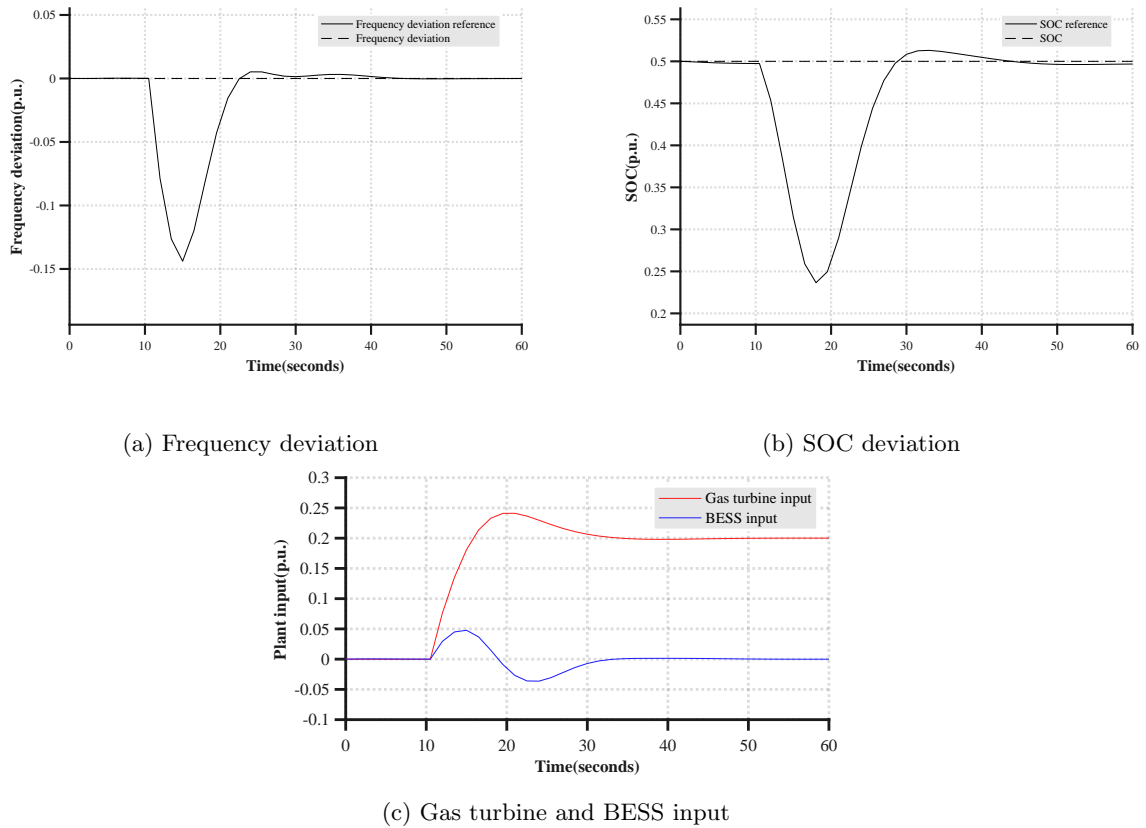 0.05
0
-0.05
-0.1
-0.15
Frequency deviation(p.u.)
Frequency deviation reference
Frequency deviation
0 10 20 30 40 50 60
Time(seconds)
(a) Frequency deviation
0.55
0.5
0.45
0.5
0.35
0.5
0.25
0.2
SOC(p.u.)
SOC reference
SOC
0 10 20 30 40 50 60
Time(seconds)
(b) SOC deviation
0.3
0.25
0.2
0.15
0.1
0.05
0
-0.05
-0.1
Plant input(p.u.)
Gas turbine input
BESS input
0 10 20 30 40 50 60
Time(seconds)
(c) Gas turbine and BESS input